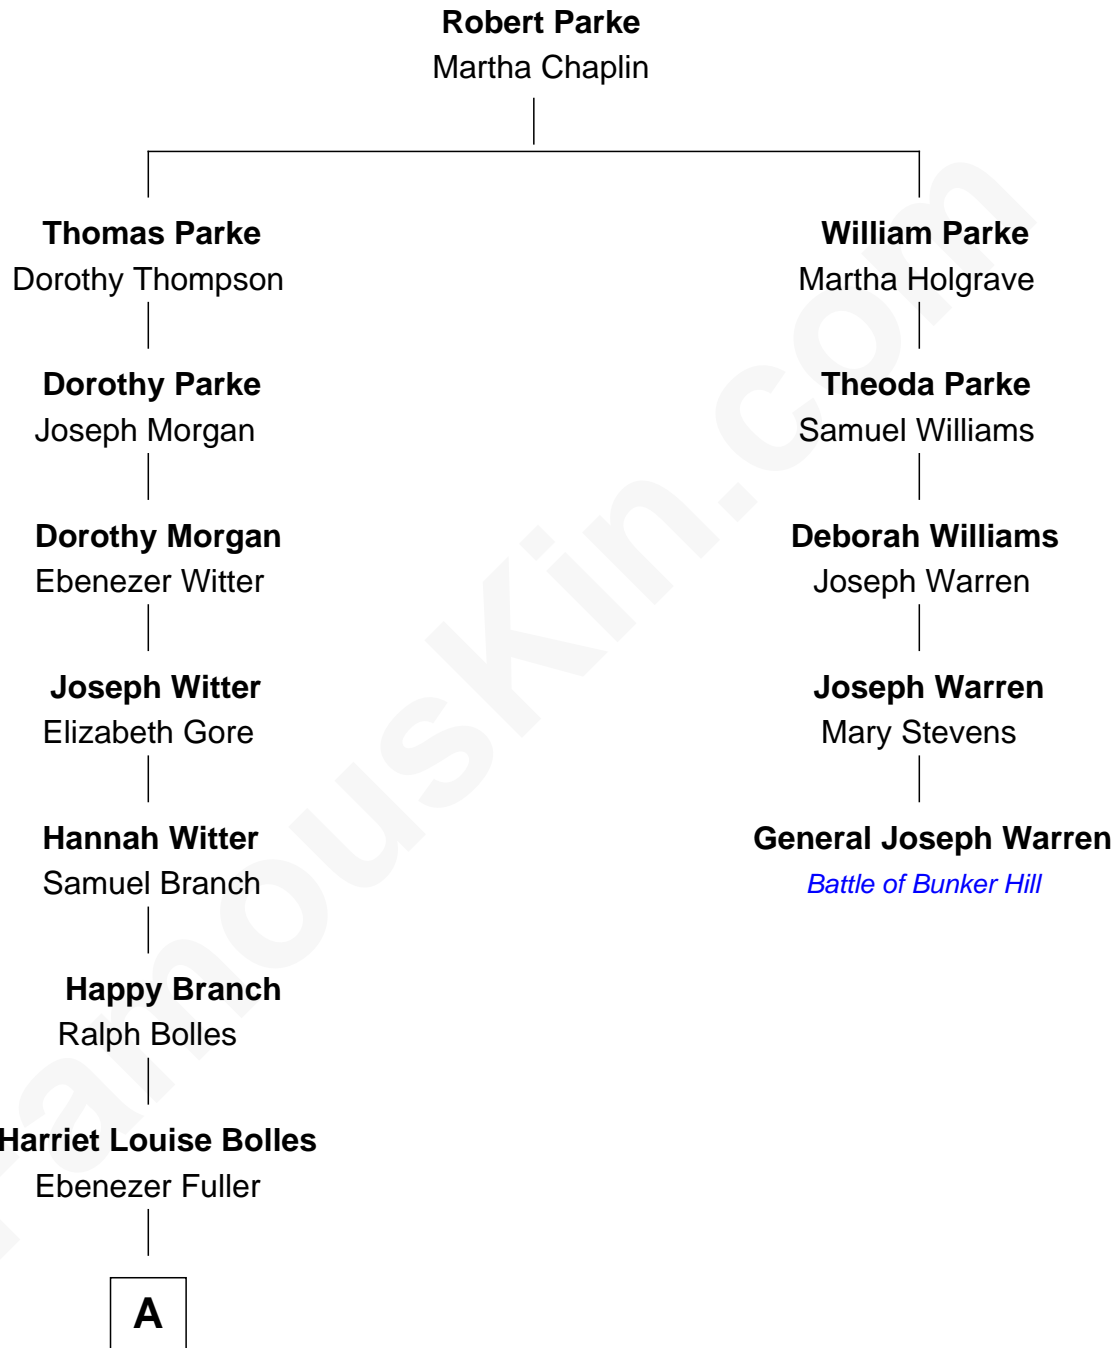 Robert Parke
Martha Chaplin
Thomas Parke
Dorothy Thompson
William Parke
Martha Holgrave
Dorothy Parke
Joseph Morgan
Theoda Parke
Samuel Williams
Dorothy Morgan
Ebenezer Witter
Deborah Williams
Joseph Warren
Joseph Witter
Elizabeth Gore
Joseph Warren
Mary Stevens
Hannah Witter
Samuel Branch
General Joseph Warren
Battle of Bunker Hill
Happy Branch
Ralph Bolles
Harriet Louise Bolles
Ebenezer Fuller
A
FamousKin.com